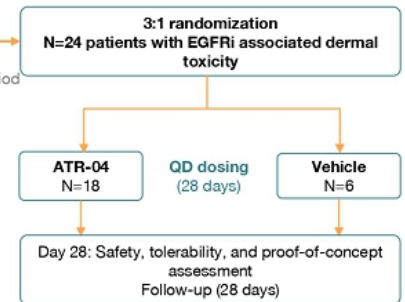 3:1 randomization
N=24 patients with EGFRi associated dermal
toxicity
ATR-04
N=18
QD dosing
(28 days)
Vehicle
N=6
Day 28: Safety, tolerability, and proof-of-concept
assessment
Follow-up (28 days)